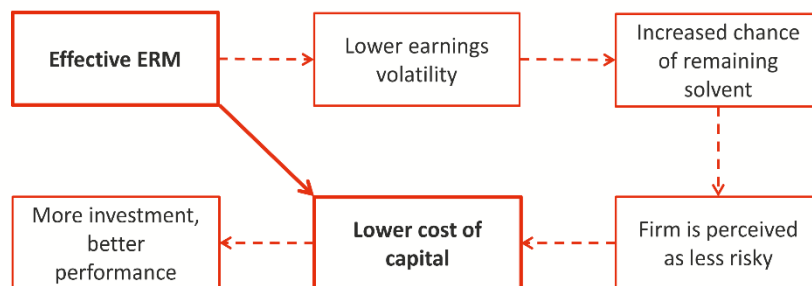 Effective ERM
Lower earnings
volatility
Increased chance
of remaining
solvent
More investment,
better
performance
Lower cost of
capital
Firm is perceived
as less risky